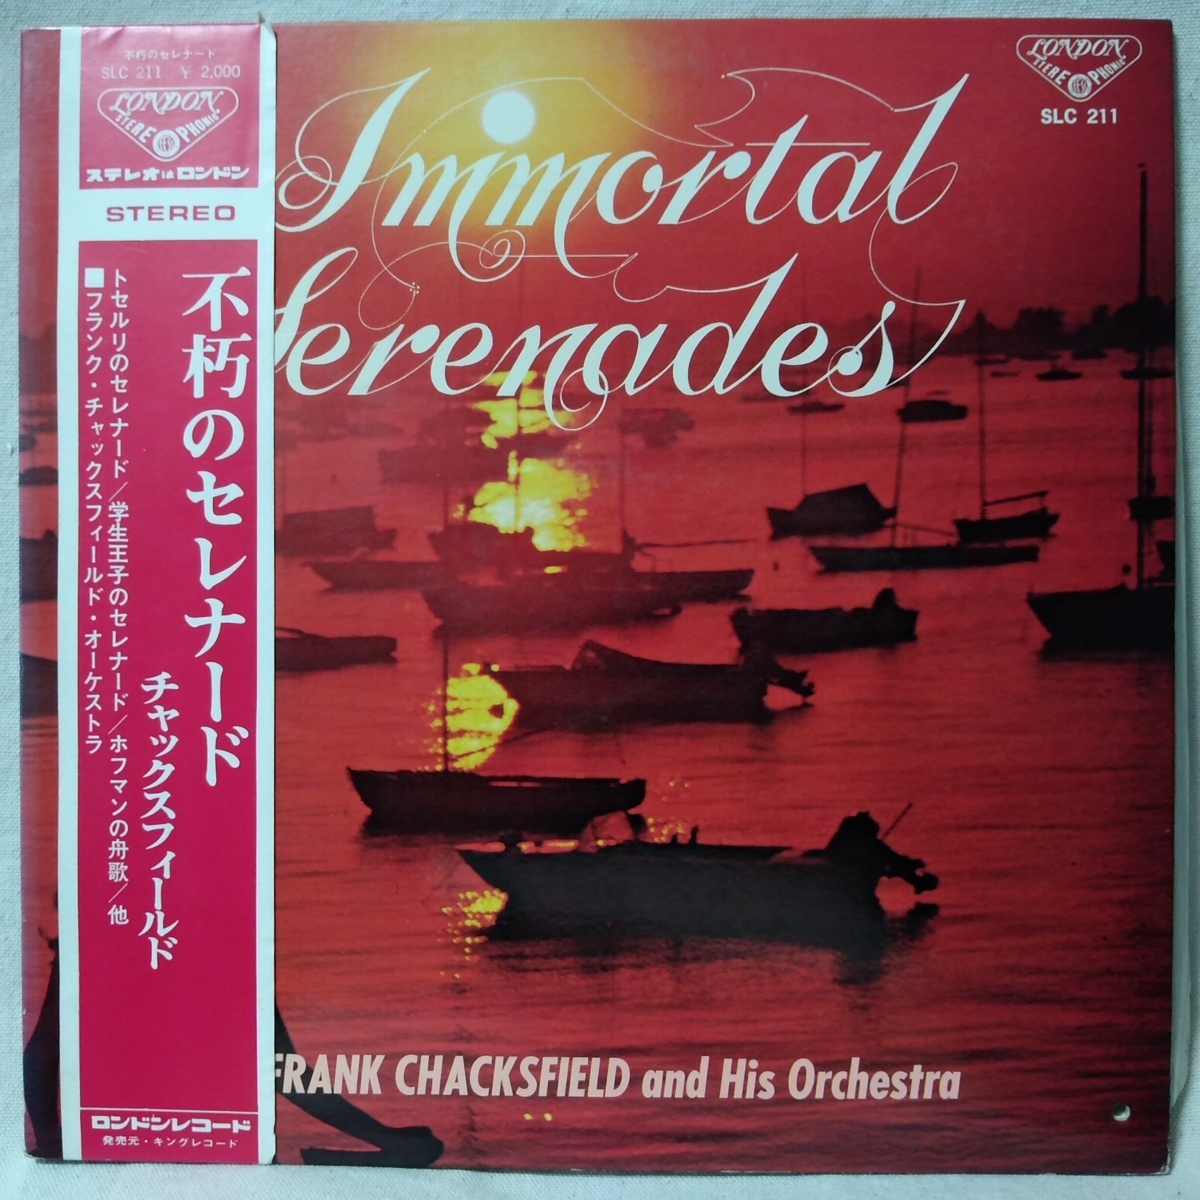 不朽のセレナード
SLC 211 ¥ 2,000
LONDON
STEREOPHONIC
ステレオはロンドン
STEREO
不朽のセレナード
チャックスフィールド
トセルリのセレナード/学生王子のセレナード/ホフマンの舟歌/他
■フランク・チャックスフィールド・オーケストラ
ロンドンレコード
発売元・キングレコード
Immortal
Serenades
LONDON
STEREOPHONIC
SLC 211
FRANK CHACKSFIELD and His Orchestra